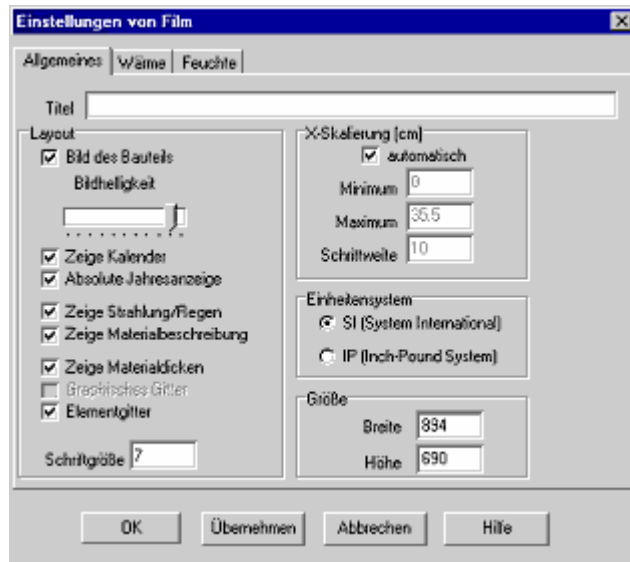 Einstellungen von Film
Allgemeines Wärme Feuchte
Titel
Layout
Bild des Bauteils
Bildhelligkeit
Zeige Kalender
Absolute Jahresanzeige
Zeige Strahlung/Regen
Zeige Materialbeschreibung
Zeige Materialdicken
Graphisches Gitter
Elementgitter
Schriftgröße 7
X-Skalierung [cm]
automatisch
Minimum 0
Maximum 35.5
Schrittweite 10
Einheitensystem
SI (System International)
IP (Inch-Pound System)
Größe
Breite 894
Höhe 690
OK Übernehmen Abbrechen Hilfe